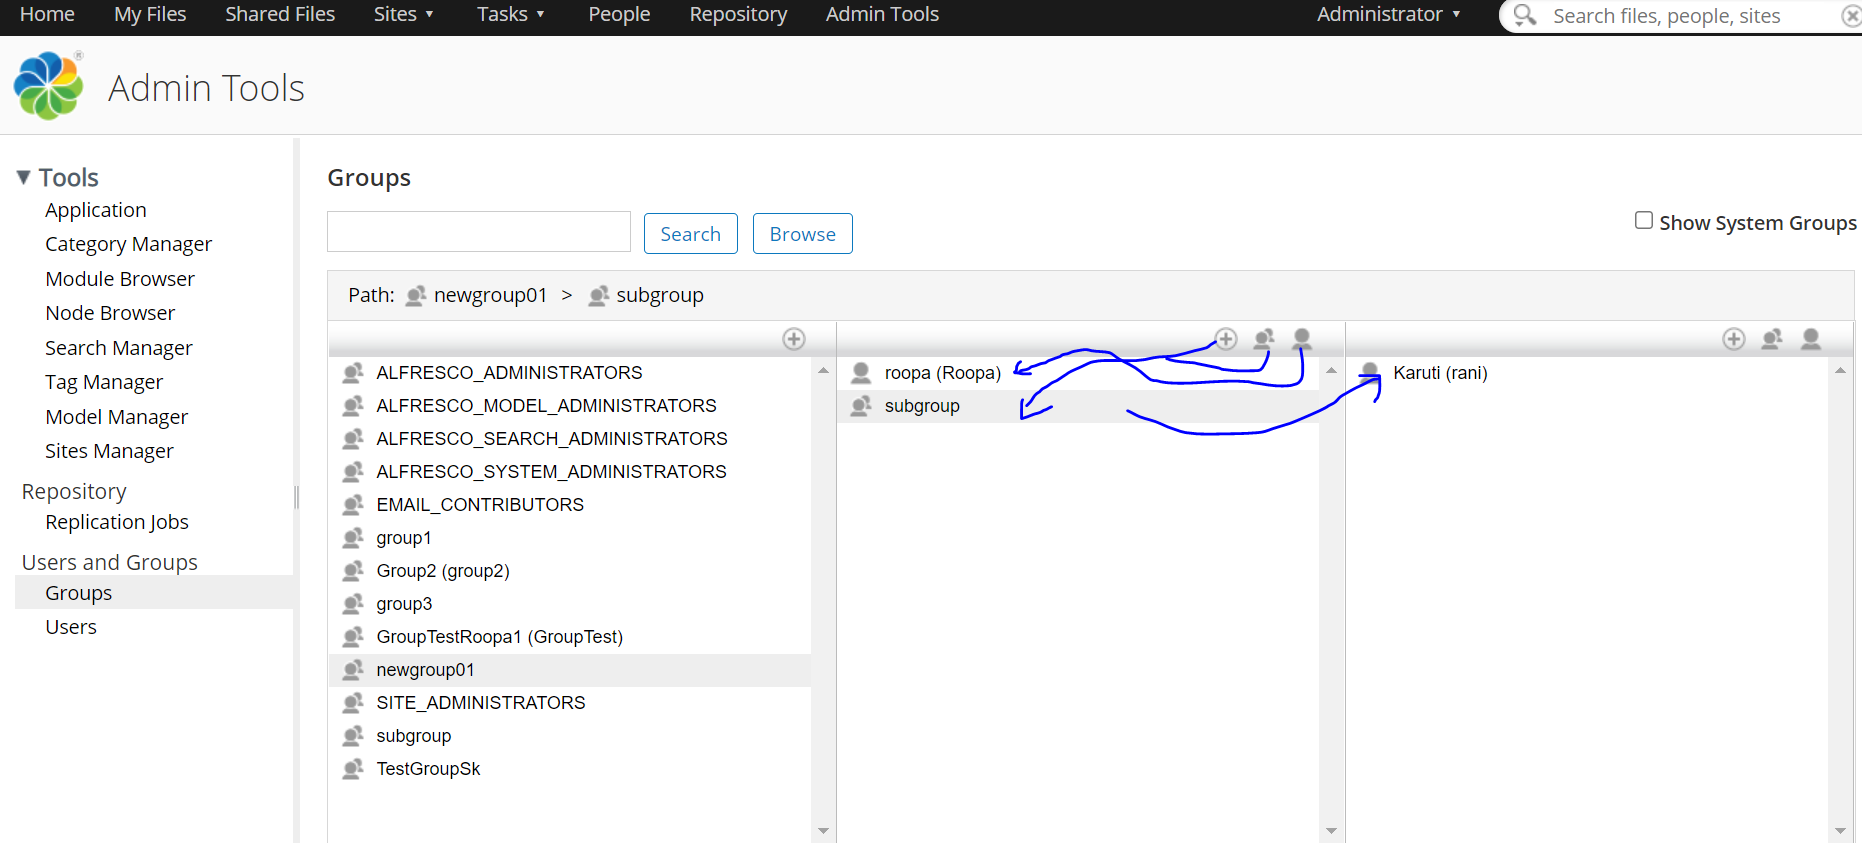 Home My Files Shared Files Sites Tasks People Repository Admin Tools Administrator Search files, people, sites
Admin Tools
Tools
Application
Category Manager
Module Browser
Node Browser
Search Manager
Tag Manager
Model Manager
Sites Manager
Repository
Replication Jobs
Users and Groups
Groups
Users
Groups
Search Browse
Show System Groups
Path: newgroup01 > subgroup
ALFRESCO_ADMINISTRATORS
ALFRESCO_MODEL_ADMINISTRATORS
ALFRESCO_SEARCH_ADMINISTRATORS
ALFRESCO_SYSTEM_ADMINISTRATORS
EMAIL_CONTRIBUTORS
group1
Group2 (group2)
group3
GroupTestRoopa1 (GroupTest)
newgroup01
SITE_ADMINISTRATORS
subgroup
TestGroupSk
roopa (Roopa)
subgroup
Karuti (rani)